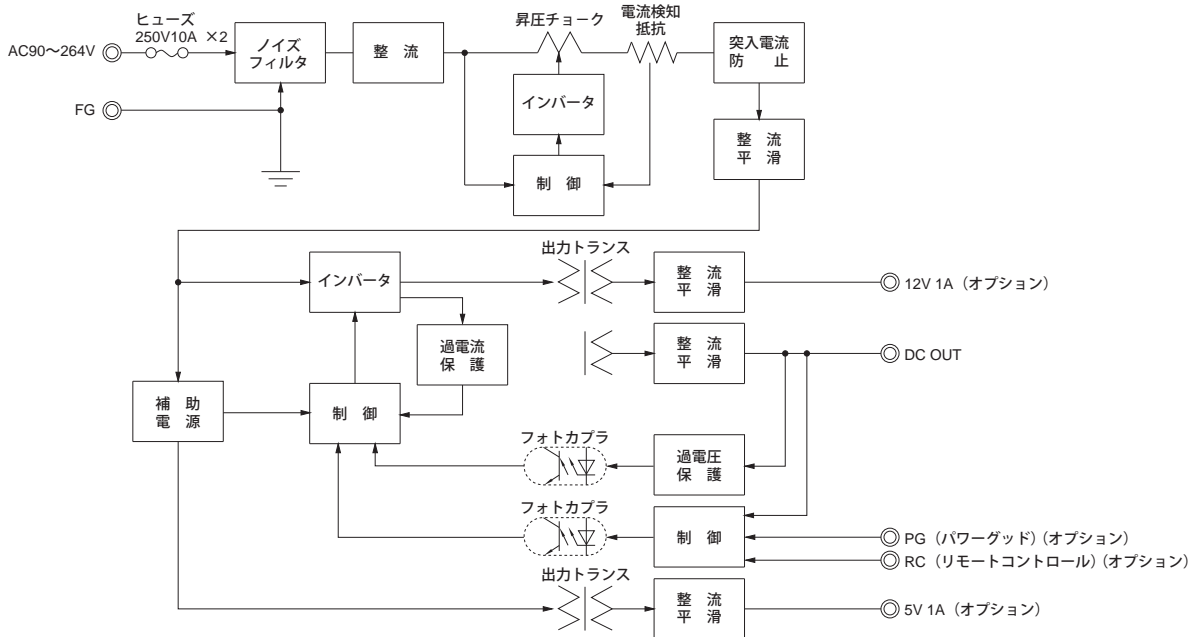 ヒューズ
250V10A ×2
AC90～264V
ノイズ
フィルタ
整 流
昇圧チョーク
電流検知
抵抗
突入電流
防 止
FG
インバータ
制 御
整 流
平 滑
インバータ
出力トランス
整 流
平 滑
12V 1A（オプション）
過電流
保 護
整 流
平 滑
DC OUT
補 助
電 源
制 御
フォトカプラ
過電圧
保 護
フォトカプラ
制 御
PG（パワーグッド）（オプション）
RC（リモートコントロール）（オプション）
出力トランス
整 流
平 滑
5V 1A（オプション）